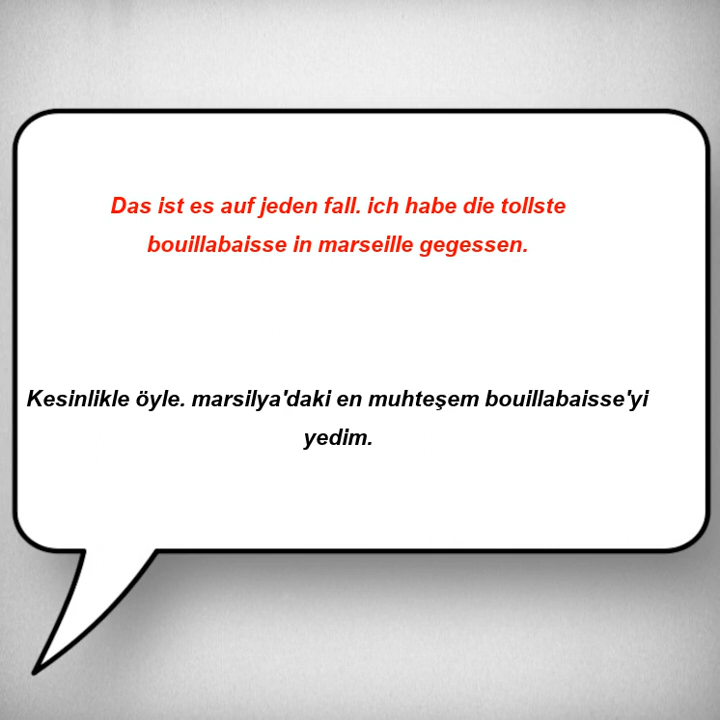 Das ist es auf jeden fall. ich habe die tollste
bouillabaisse in marseille gegessen.
Kesinlikle öyle. marsilya'daki en muhteşem bouillabaisse'yi
yedim.